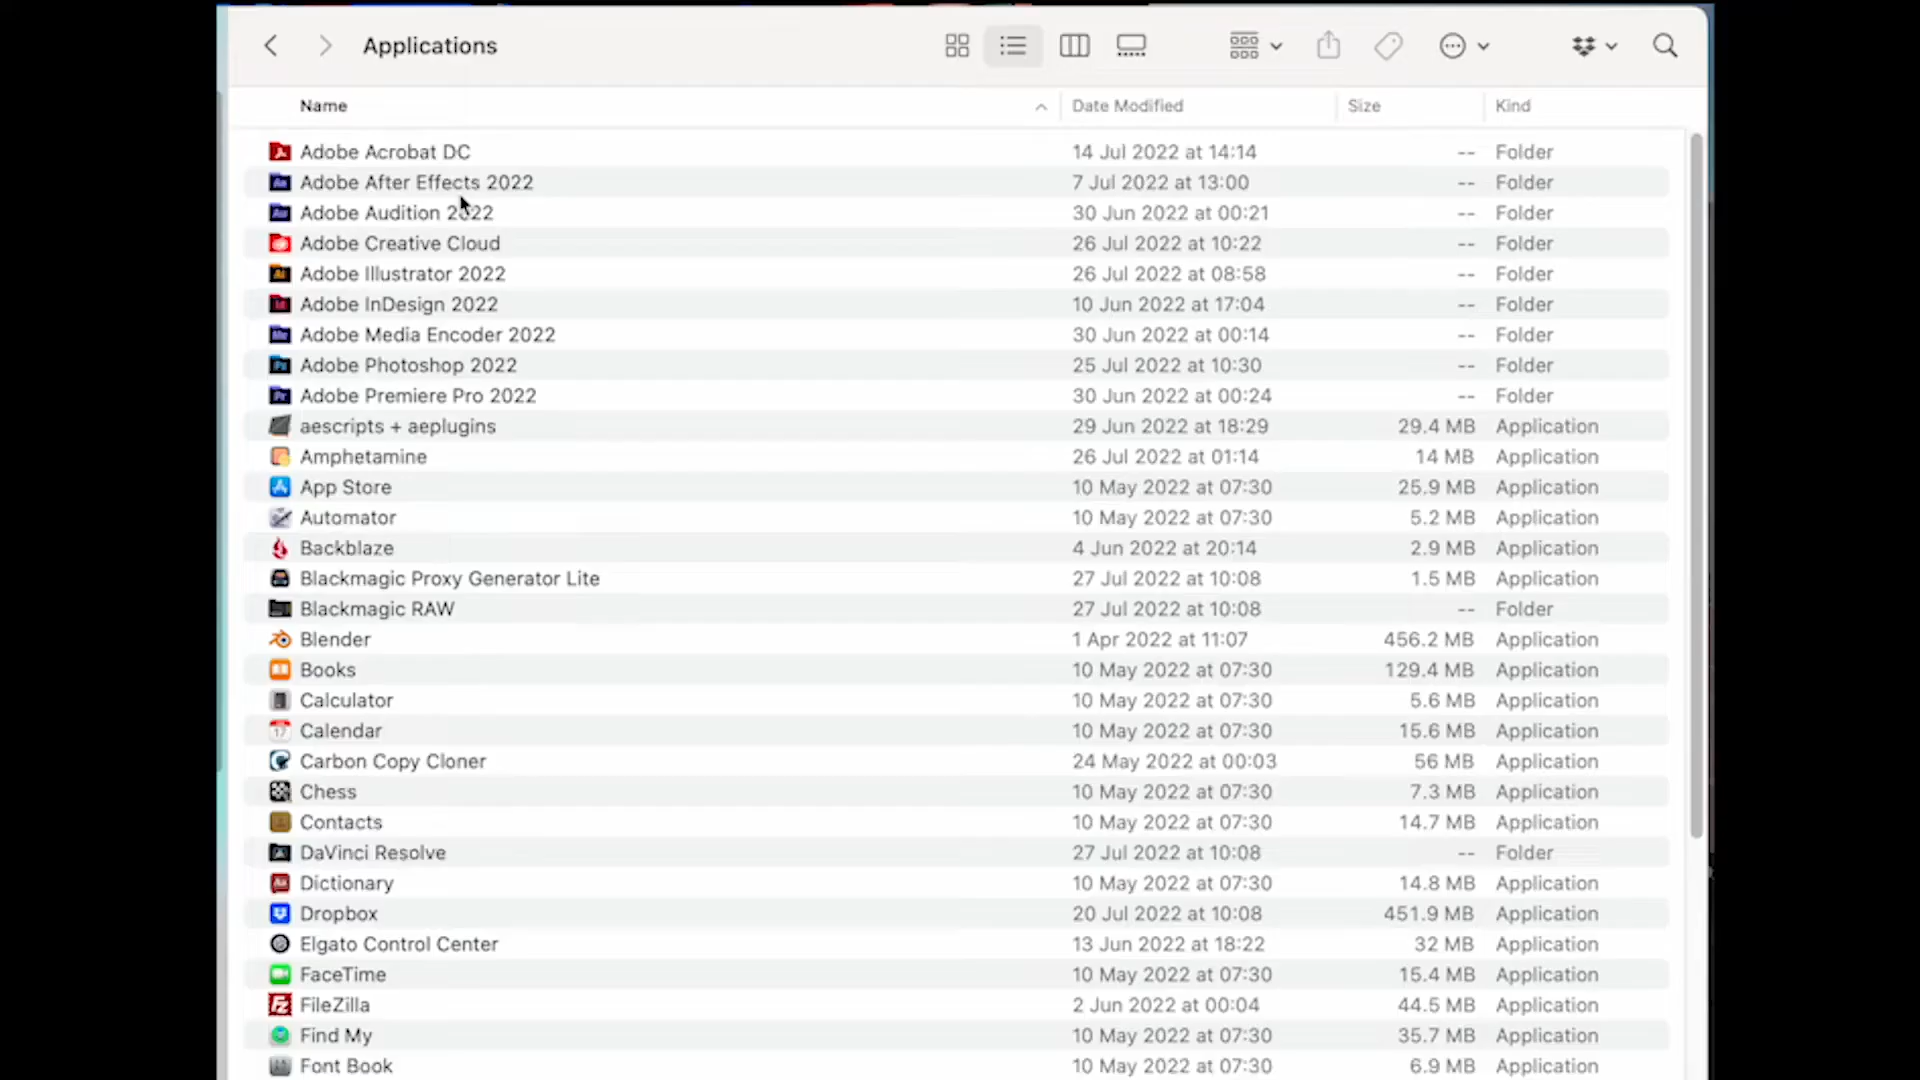 Applications
Name Date Modified Size Kind
Adobe Acrobat DC 14 Jul 2022 at 14:14 -- Folder
Adobe After Effects 2022 7 Jul 2022 at 13:00 -- Folder
Adobe Audition 2022 30 Jun 2022 at 00:21 -- Folder
Adobe Creative Cloud 26 Jul 2022 at 10:22 -- Folder
Adobe Illustrator 2022 26 Jul 2022 at 08:58 -- Folder
Adobe InDesign 2022 10 Jun 2022 at 17:04 -- Folder
Adobe Media Encoder 2022 30 Jun 2022 at 00:14 -- Folder
Adobe Photoshop 2022 25 Jul 2022 at 10:30 -- Folder
Adobe Premiere Pro 2022 30 Jun 2022 at 00:24 -- Folder
aescripts + aeplugins 29 Jun 2022 at 18:29 29.4 MB Application
Amphetamine 26 Jul 2022 at 01:14 14 MB Application
App Store 10 May 2022 at 07:30 25.9 MB Application
Automator 10 May 2022 at 07:30 5.2 MB Application
Backblaze 4 Jun 2022 at 20:14 2.9 MB Application
Blackmagic Proxy Generator Lite 27 Jul 2022 at 10:08 1.5 MB Application
Blackmagic RAW 27 Jul 2022 at 10:08 -- Folder
Blender 1 Apr 2022 at 11:07 456.2 MB Application
Books 10 May 2022 at 07:30 129.4 MB Application
Calculator 10 May 2022 at 07:30 5.6 MB Application
Calendar 10 May 2022 at 07:30 15.6 MB Application
Carbon Copy Cloner 24 May 2022 at 00:03 56 MB Application
Chess 10 May 2022 at 07:30 7.3 MB Application
Contacts 10 May 2022 at 07:30 14.7 MB Application
DaVinci Resolve 27 Jul 2022 at 10:08 -- Folder
Dictionary 10 May 2022 at 07:30 14.8 MB Application
Dropbox 20 Jul 2022 at 10:08 451.9 MB Application
Elgato Control Center 13 Jun 2022 at 18:22 32 MB Application
FaceTime 10 May 2022 at 07:30 15.4 MB Application
FileZilla 2 Jun 2022 at 00:04 44.5 MB Application
Find My 10 May 2022 at 07:30 35.7 MB Application
Font Book 10 May 2022 at 07:30 6.9 MB Application